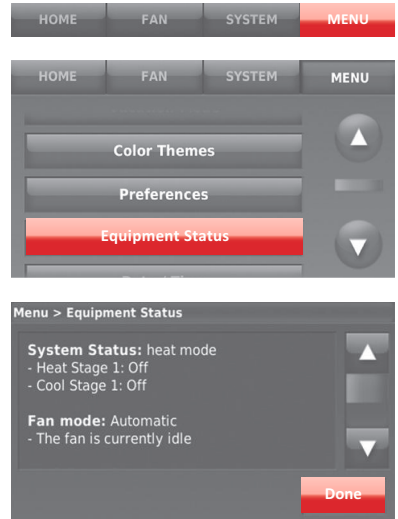 HOME FAN SYSTEM MENU
HOME FAN SYSTEM MENU
Color Themes
Preferences
Equipment Status
Menu > Equipment Status
System Status: heat mode
- Heat Stage 1: Off
- Cool Stage 1: Off
Fan mode: Automatic
- The fan is currently idle
Done